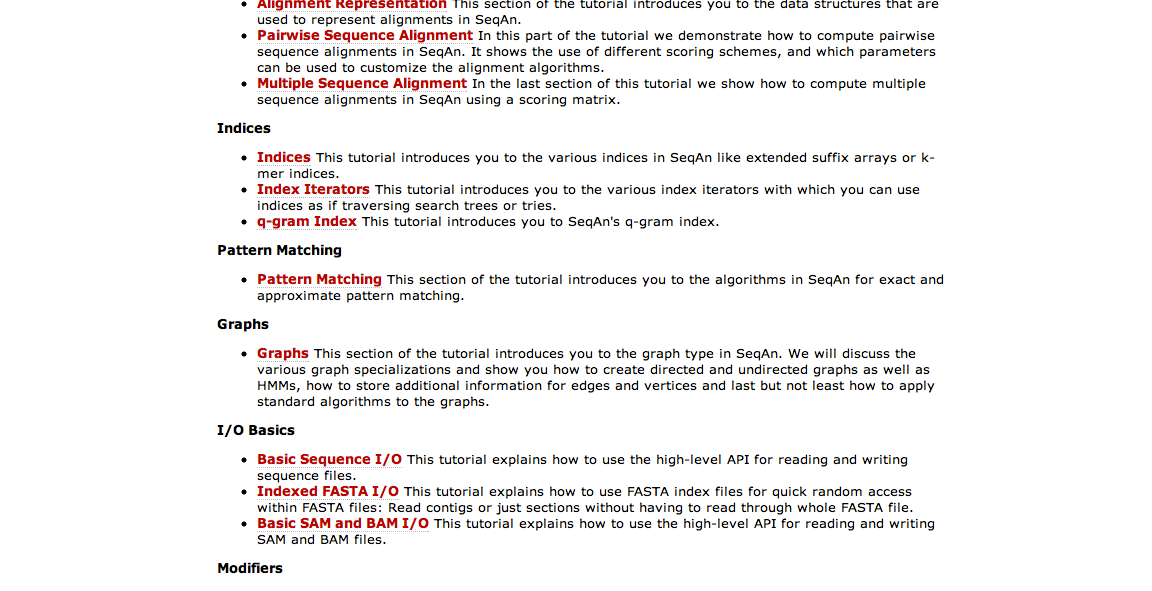 Alignment Representation This section of the tutorial introduces you to the data structures that are
used to represent alignments in SeqAn.
Pairwise Sequence Alignment In this part of the tutorial we demonstrate how to compute pairwise
sequence alignments in SeqAn. It shows the use of different scoring schemes, and which parameters
can be used to customize the alignment algorithms.
Multiple Sequence Alignment In the last section of this tutorial we show how to compute multiple
sequence alignments in SeqAn using a scoring matrix.
Indices
Indices This tutorial introduces you to the various indices in SeqAn like extended suffix arrays or k-
mer indices.
Index Iterators This tutorial introduces you to the various index iterators with which you can use
indices as if traversing search trees or tries.
q-gram Index This tutorial introduces you to SeqAn's q-gram index.
Pattern Matching
Pattern Matching This section of the tutorial introduces you to the algorithms in SeqAn for exact and
approximate pattern matching.
Graphs
Graphs This section of the tutorial introduces you to the graph type in SeqAn. We will discuss the
various graph specializations and show you how to create directed and undirected graphs as well as
HMMs, how to store additional information for edges and vertices and last but not least how to apply
standard algorithms to the graphs.
I/O Basics
Basic Sequence I/O This tutorial explains how to use the high-level API for reading and writing
sequence files.
Indexed FASTA I/O This tutorial explains how to use FASTA index files for quick random access
within FASTA files: Read contigs or just sections without having to read through whole FASTA file.
Basic SAM and BAM I/O This tutorial explains how to use the high-level API for reading and writing
SAM and BAM files.
Modifiers